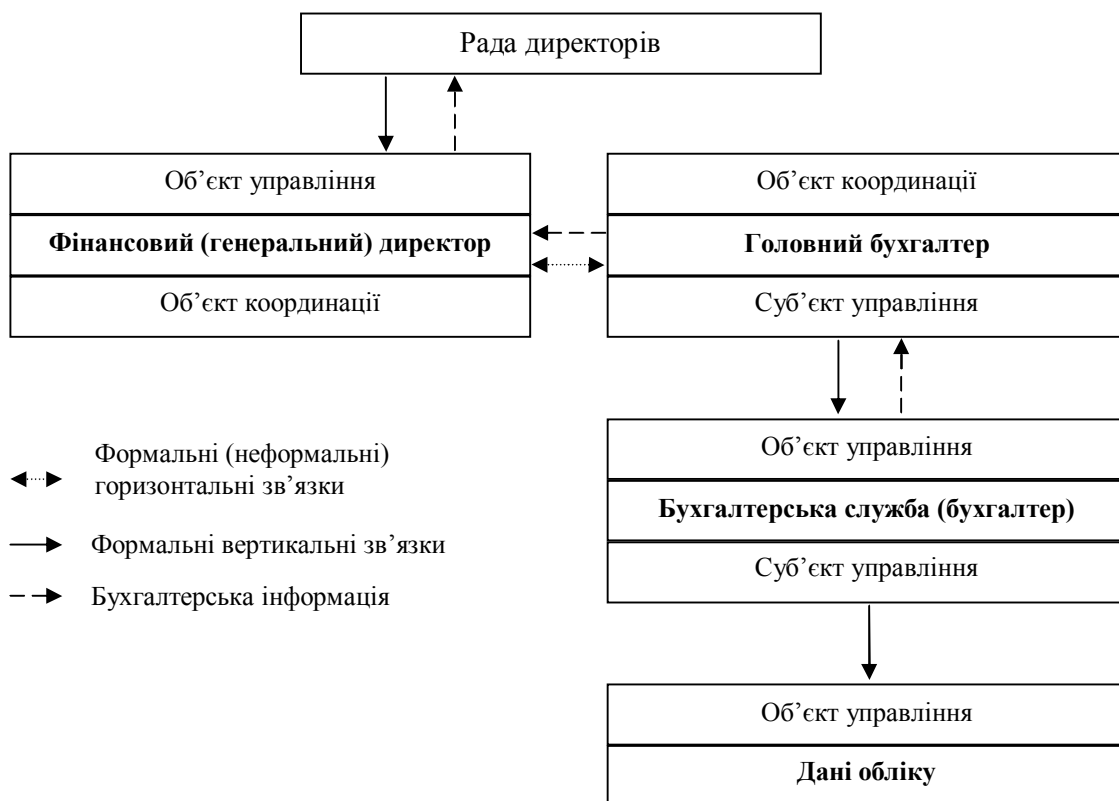 Рада директорів
Об’єкт управління
Фінансовий (генеральний) директор
Об’єкт координації
Об’єкт координації
Головний бухгалтер
Суб’єкт управління
Об’єкт управління
Бухгалтерська служба (бухгалтер)
Суб’єкт управління
Об’єкт управління
Дані обліку
Формальні (неформальні)
горизонтальні зв’язки
Формальні вертикальні зв’язки
Бухгалтерська інформація